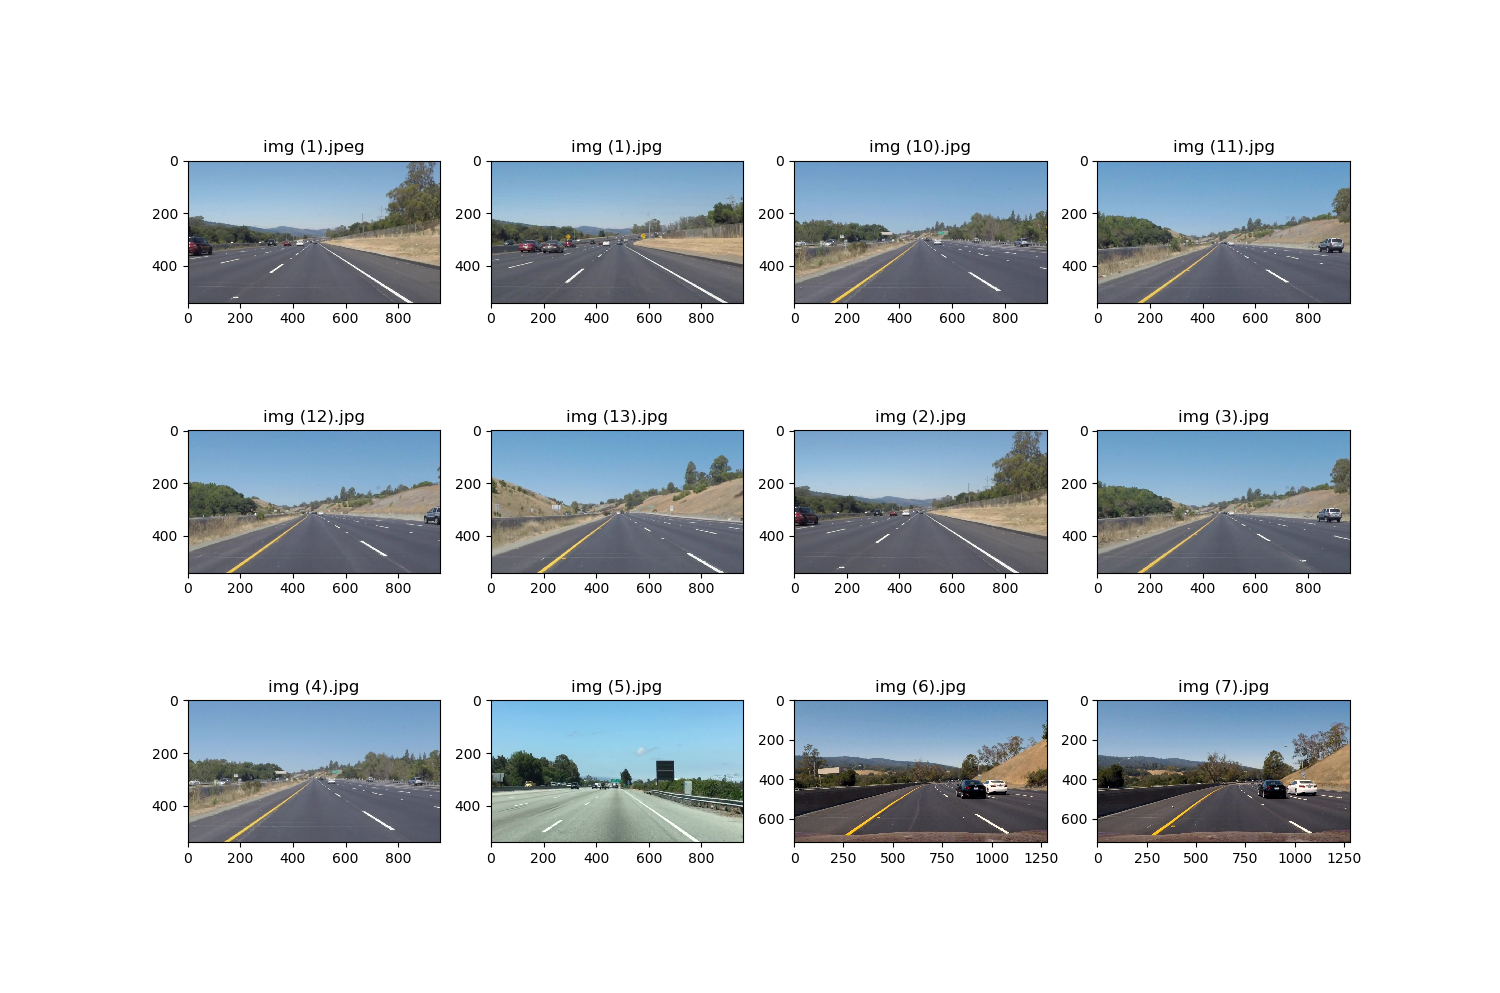 img (1).jpeg img (1).jpg img (10).jpg img (11).jpg
0 0 0 0
200 200 200 200
400 400 400 400
0 200 400 600 800 0 200 400 600 800 0 200 400 600 800 0 200 400 600 800
img (12).jpg img (13).jpg img (2).jpg img (3).jpg
0 0 0 0
200 200 200 200
400 400 400 400
0 200 400 600 800 0 200 400 600 800 0 200 400 600 800 0 200 400 600 800
img (4).jpg img (5).jpg img (6).jpg img (7).jpg
0 0 0 0
200 200 200 200
400 400 400 400
600 600
0 200 400 600 800 0 200 400 600 800 0 250 500 750 1000 1250 0 250 500 750 1000 1250